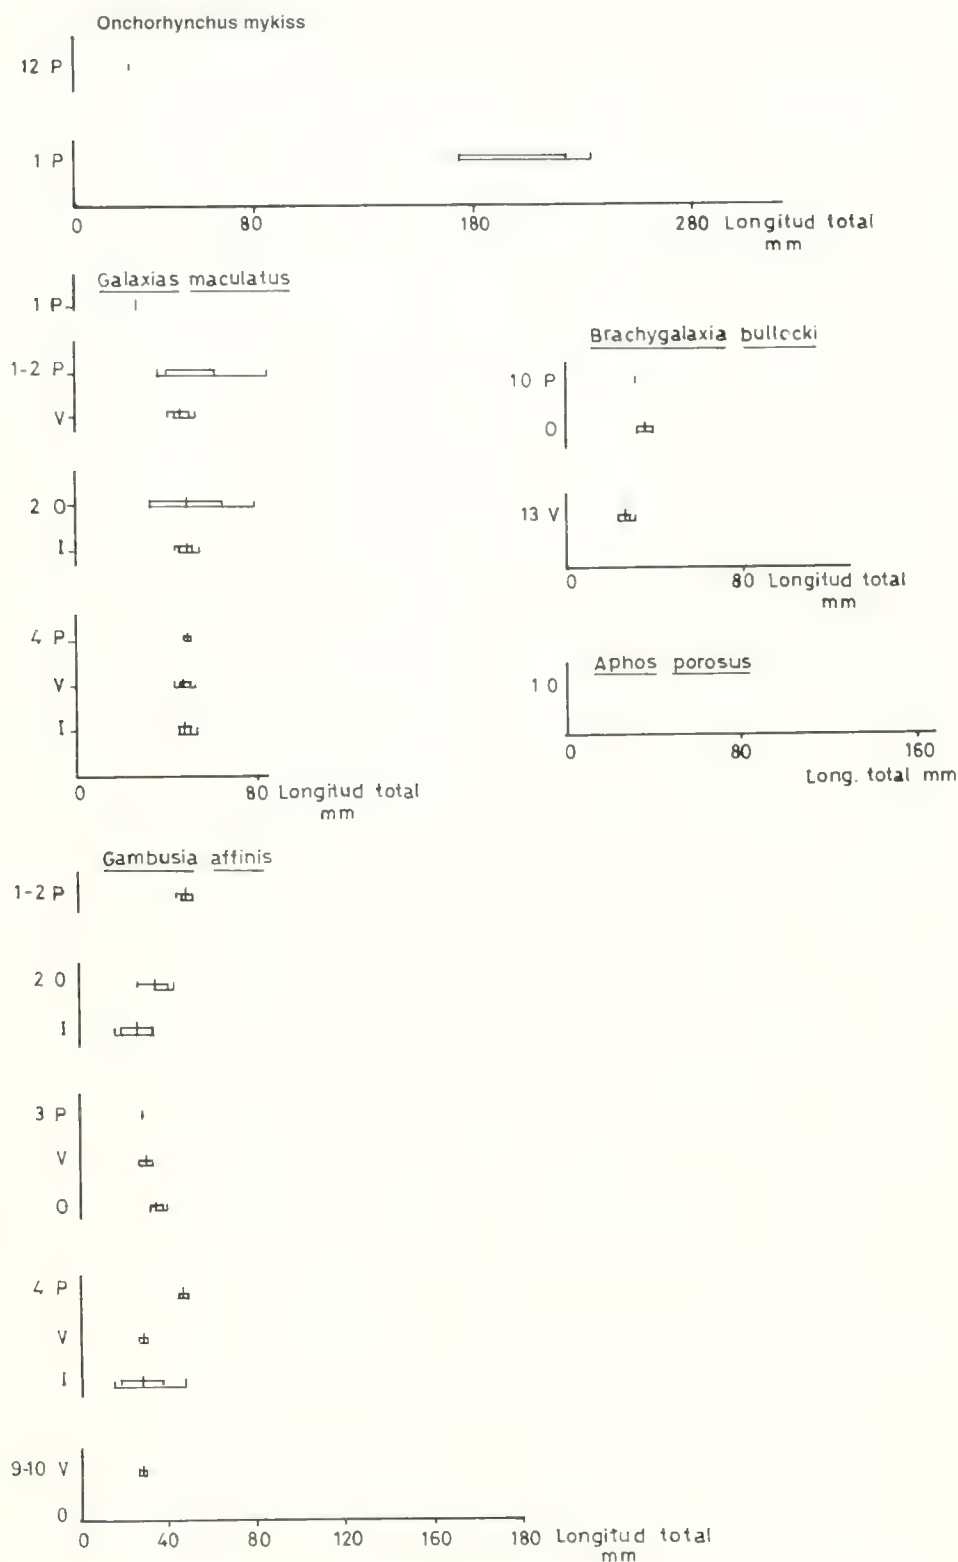 Onchorhynchus mykiss
12 P
1 P
0 80 180 280 Longitud total
mm
Galaxias maculatus
1 P
1-2 P
V
2 O
I
4 P
V
I
0 80 Longitud total
mm
Brachygalaxia bullocki
10 P
O
13 V
0 80 Longitud total
mm
Aphos porosus
1 O
0 80 160
Long. total mm
Gambusia affinis
1-2 P
2 O
I
3 P
V
O
4 P
V
I
9-10 V
O
0 40 80 120 160 180 Longitud total
mm